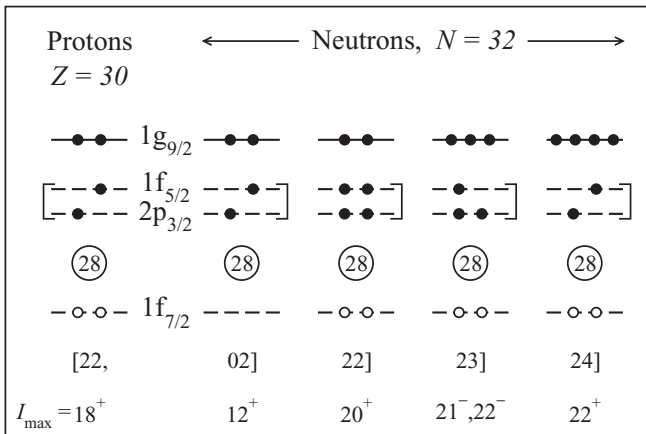 Protons Neutrons, N = 32
Z = 30
1g9/2
1f5/2
2p3/2
28 28 28 28 28
1f7/2
[22, 02] 22] 23] 24]
Imax = 18+ 12+ 20+ 21−,22− 22+